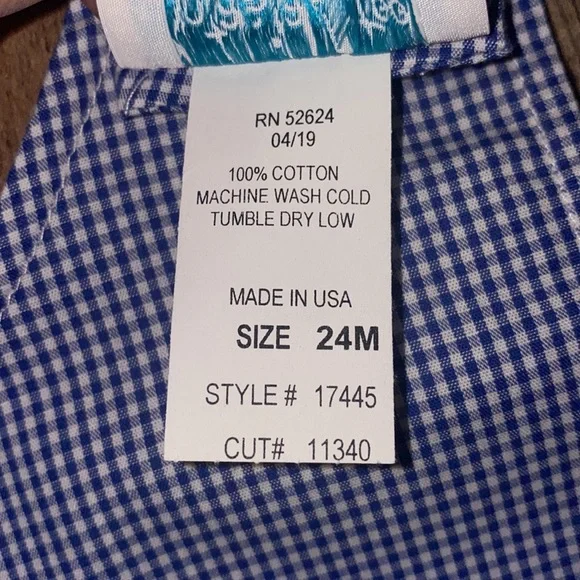 RN 52624
04/19
100% COTTON
MACHINE WASH COLD
TUMBLE DRY LOW
MADE IN USA
SIZE 24M
STYLE # 17445
CUT# 11340